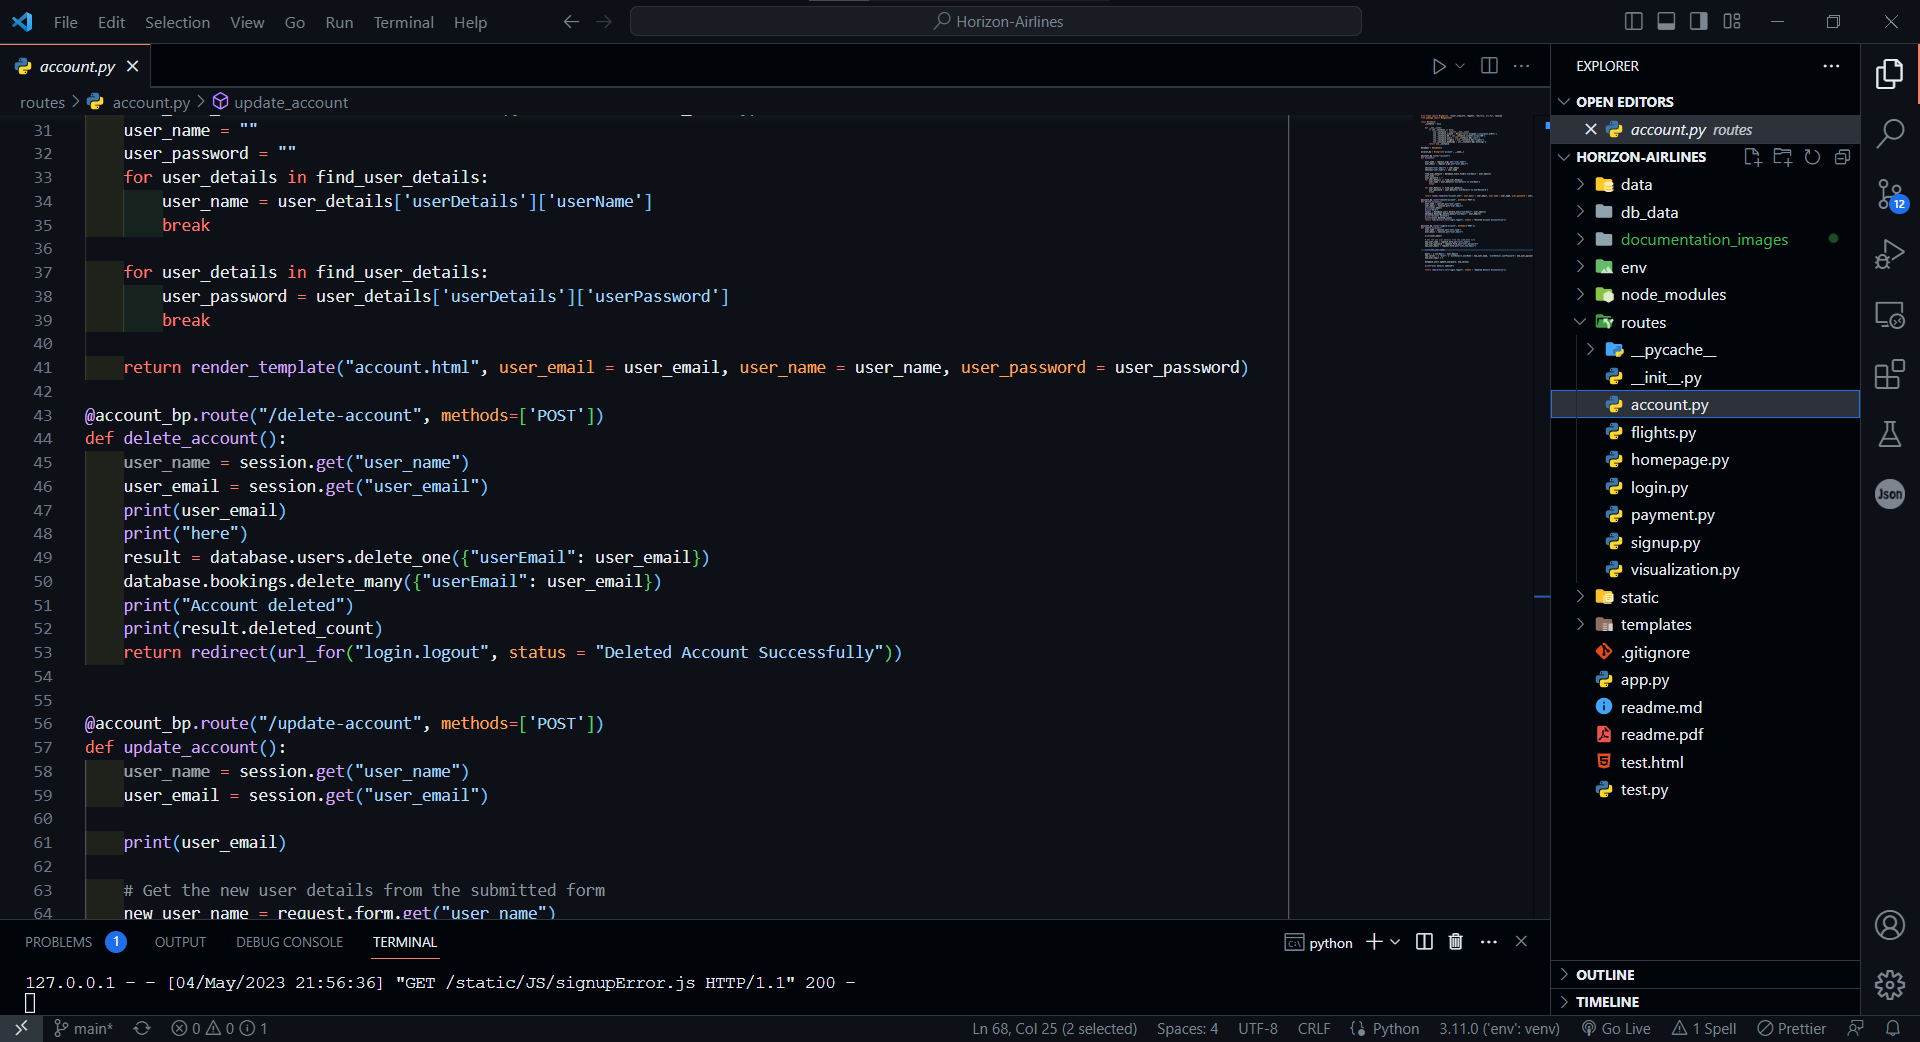 File Edit Selection View Go Run Terminal Help
Horizon-Airlines
account.py
routes > account.py > update_account
31 user_name = ""
32 user_password = ""
33 for user_details in find_user_details:
34 user_name = user_details['userDetails']['userName']
35 break
36
37 for user_details in find_user_details:
38 user_password = user_details['userDetails']['userPassword']
39 break
40
41 return render_template("account.html", user_email = user_email, user_name = user_name, user_password = user_password)
42
43 @account_bp.route("/delete-account", methods=['POST'])
44 def delete_account():
45 user_name = session.get("user_name")
46 user_email = session.get("user_email")
47 print(user_email)
48 print("here")
49 result = database.users.delete_one({"userEmail": user_email})
50 database.bookings.delete_many({"userEmail": user_email})
51 print("Account deleted")
52 print(result.deleted_count)
53 return redirect(url_for("login.logout", status = "Deleted Account Successfully"))
54
55
56 @account_bp.route("/update-account", methods=['POST'])
57 def update_account():
58 user_name = session.get("user_name")
59 user_email = session.get("user_email")
60
61 print(user_email)
62
63 # Get the new user details from the submitted form
64 new_user_name = request.form.get("user_name")
PROBLEMS 1 OUTPUT DEBUG CONSOLE TERMINAL
python
127.0.0.1 - - [04/May/2023 21:56:36] "GET /static/JS/signupError.js HTTP/1.1" 200 -
EXPLORER
OPEN EDITORS
account.py routes
HORIZON-AIRLINES
data
db_data
documentation_images
env
node_modules
routes
__pycache__
__init__.py
account.py
flights.py
homepage.py
login.py
payment.py
signup.py
visualization.py
static
templates
.gitignore
app.py
readme.md
readme.pdf
test.html
test.py
OUTLINE
TIMELINE
12
Json
main* 0 0 1 Ln 68, Col 25 (2 selected) Spaces: 4 UTF-8 CRLF Python 3.11.0 ('env': venv) Go Live 1 Spell Prettier